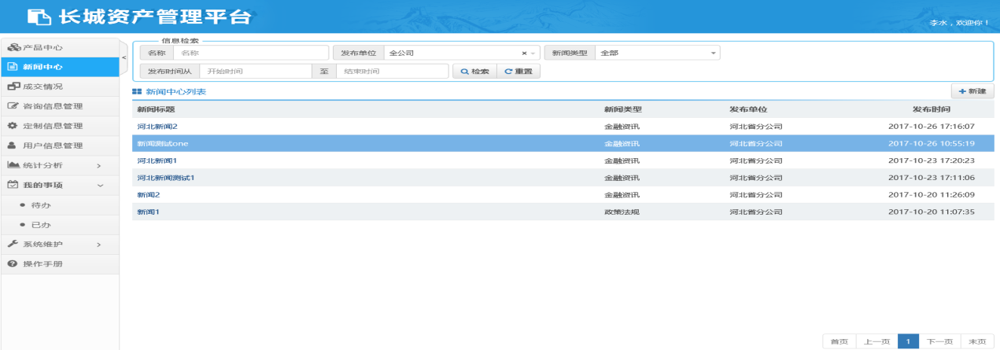 长城资产管理平台
李水，欢迎你！
产品中心
新闻中心
成交情况
咨询信息管理
定制信息管理
用户信息管理
统计分析 >
我的事项
待办
已办
系统维护 >
操作手册
<
信息检索
名称 名称 发布单位 全公司 × 新闻类型 全部
发布时间从 开始时间 至 结束时间 检索 重置
新闻中心列表 +新建
新闻标题 新闻类型 发布单位 发布时间
河北新闻2 金融资讯 河北省分公司 2017-10-26 17:16:07
新闻测试one 金融资讯 河北省分公司 2017-10-26 10:55:19
河北新闻1 金融资讯 河北省分公司 2017-10-23 17:20:23
河北新闻测试1 金融资讯 河北省分公司 2017-10-23 17:11:06
新闻2 金融资讯 河北省分公司 2017-10-20 11:26:09
新闻1 政策法规 河北省分公司 2017-10-20 11:07:35
首页 上一页 1 下一页 末页